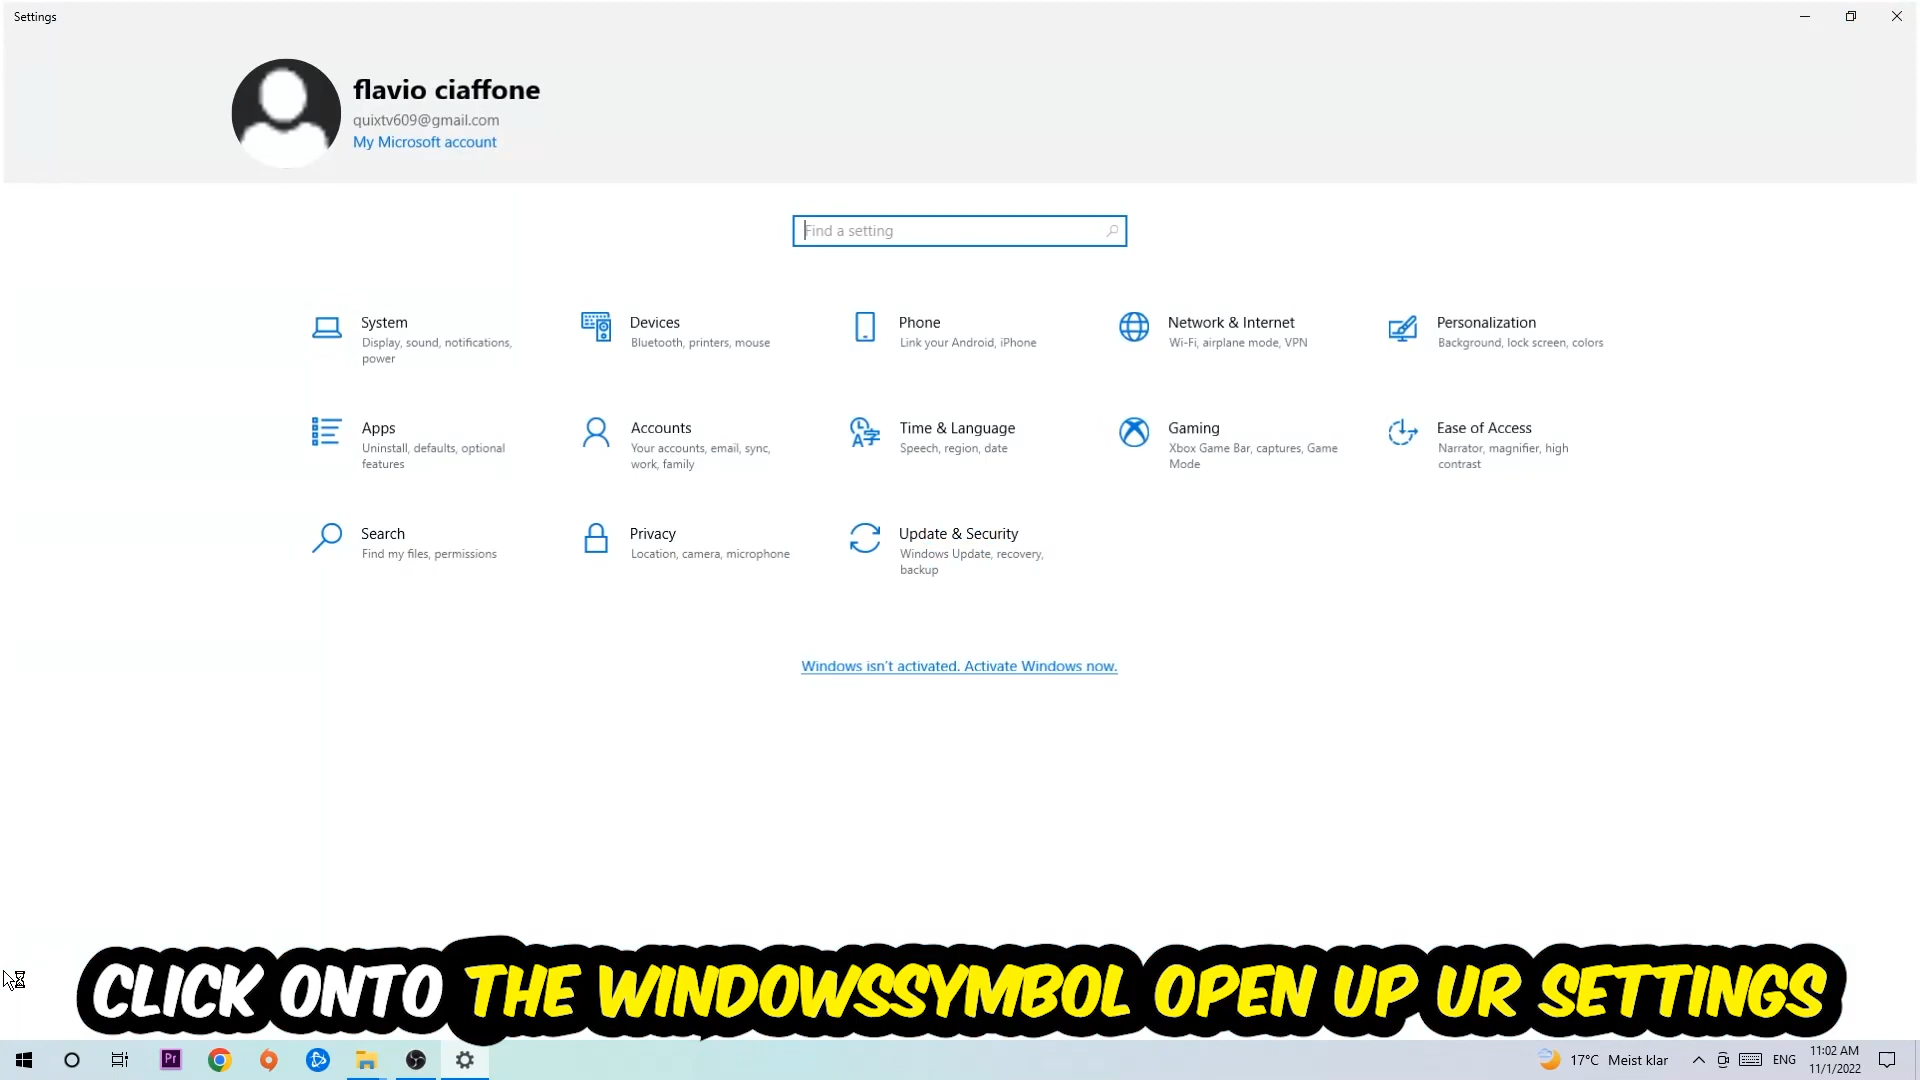 Settings
flavio ciaffone
quixtv609@gmail.com
My Microsoft account
Find a setting
System
Display, sound, notifications,
power
Devices
Bluetooth, printers, mouse
Phone
Link your Android, iPhone
Network & Internet
Wi-Fi, airplane mode, VPN
Personalization
Background, lock screen, colors
Apps
Uninstall, defaults, optional
features
Accounts
Your accounts, email, sync,
work, family
Time & Language
Speech, region, date
Gaming
Xbox Game Bar, captures, Game
Mode
Ease of Access
Narrator, magnifier, high
contrast
Search
Find my files, permissions
Privacy
Location, camera, microphone
Update & Security
Windows Update, recovery,
backup
Windows isn't activated. Activate Windows now.
CLICK ONTO THE WINDOWSSYMBOL OPEN UP UR SETTINGS
Pr
17°C Meist klar
ENG
11:02 AM
11/1/2022